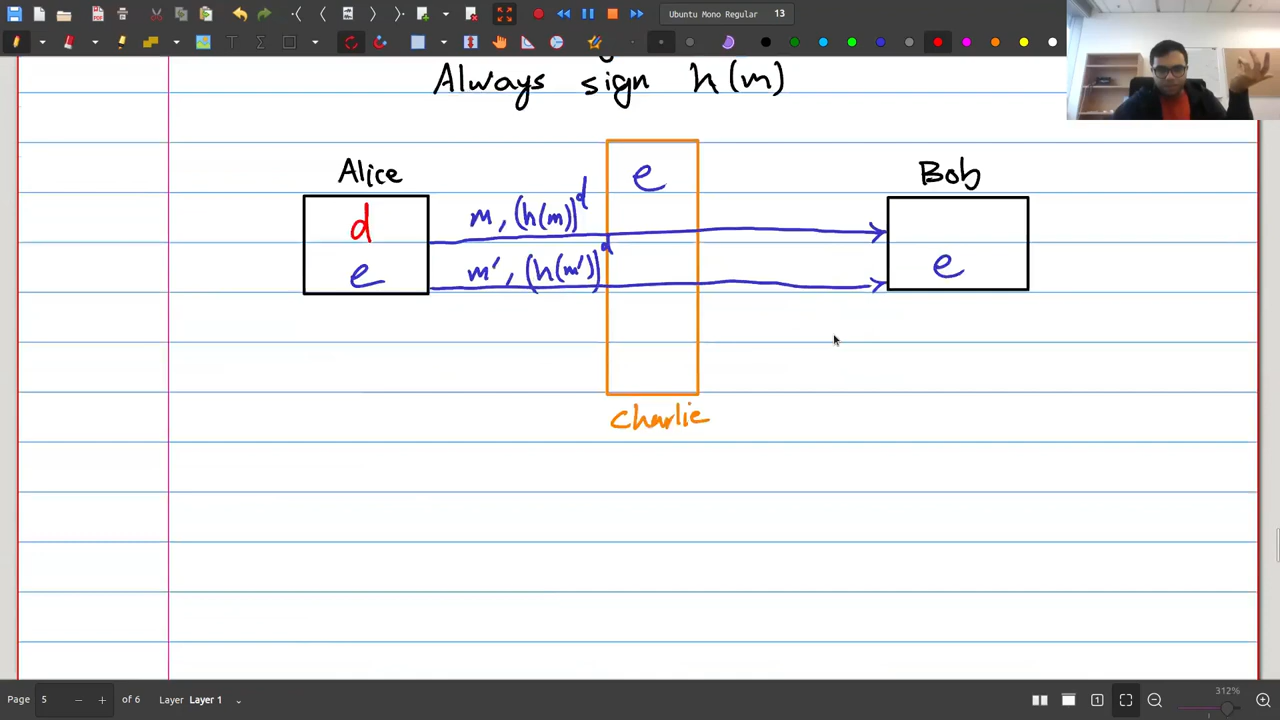 Ubuntu Mono Regular 13
Always sign h(m)
Alice
Bob
d
e
m, (h(m))^d
e
m', (h(m'))^d
e
Charlie
Page 5 of 6 Layer Layer 1
312%